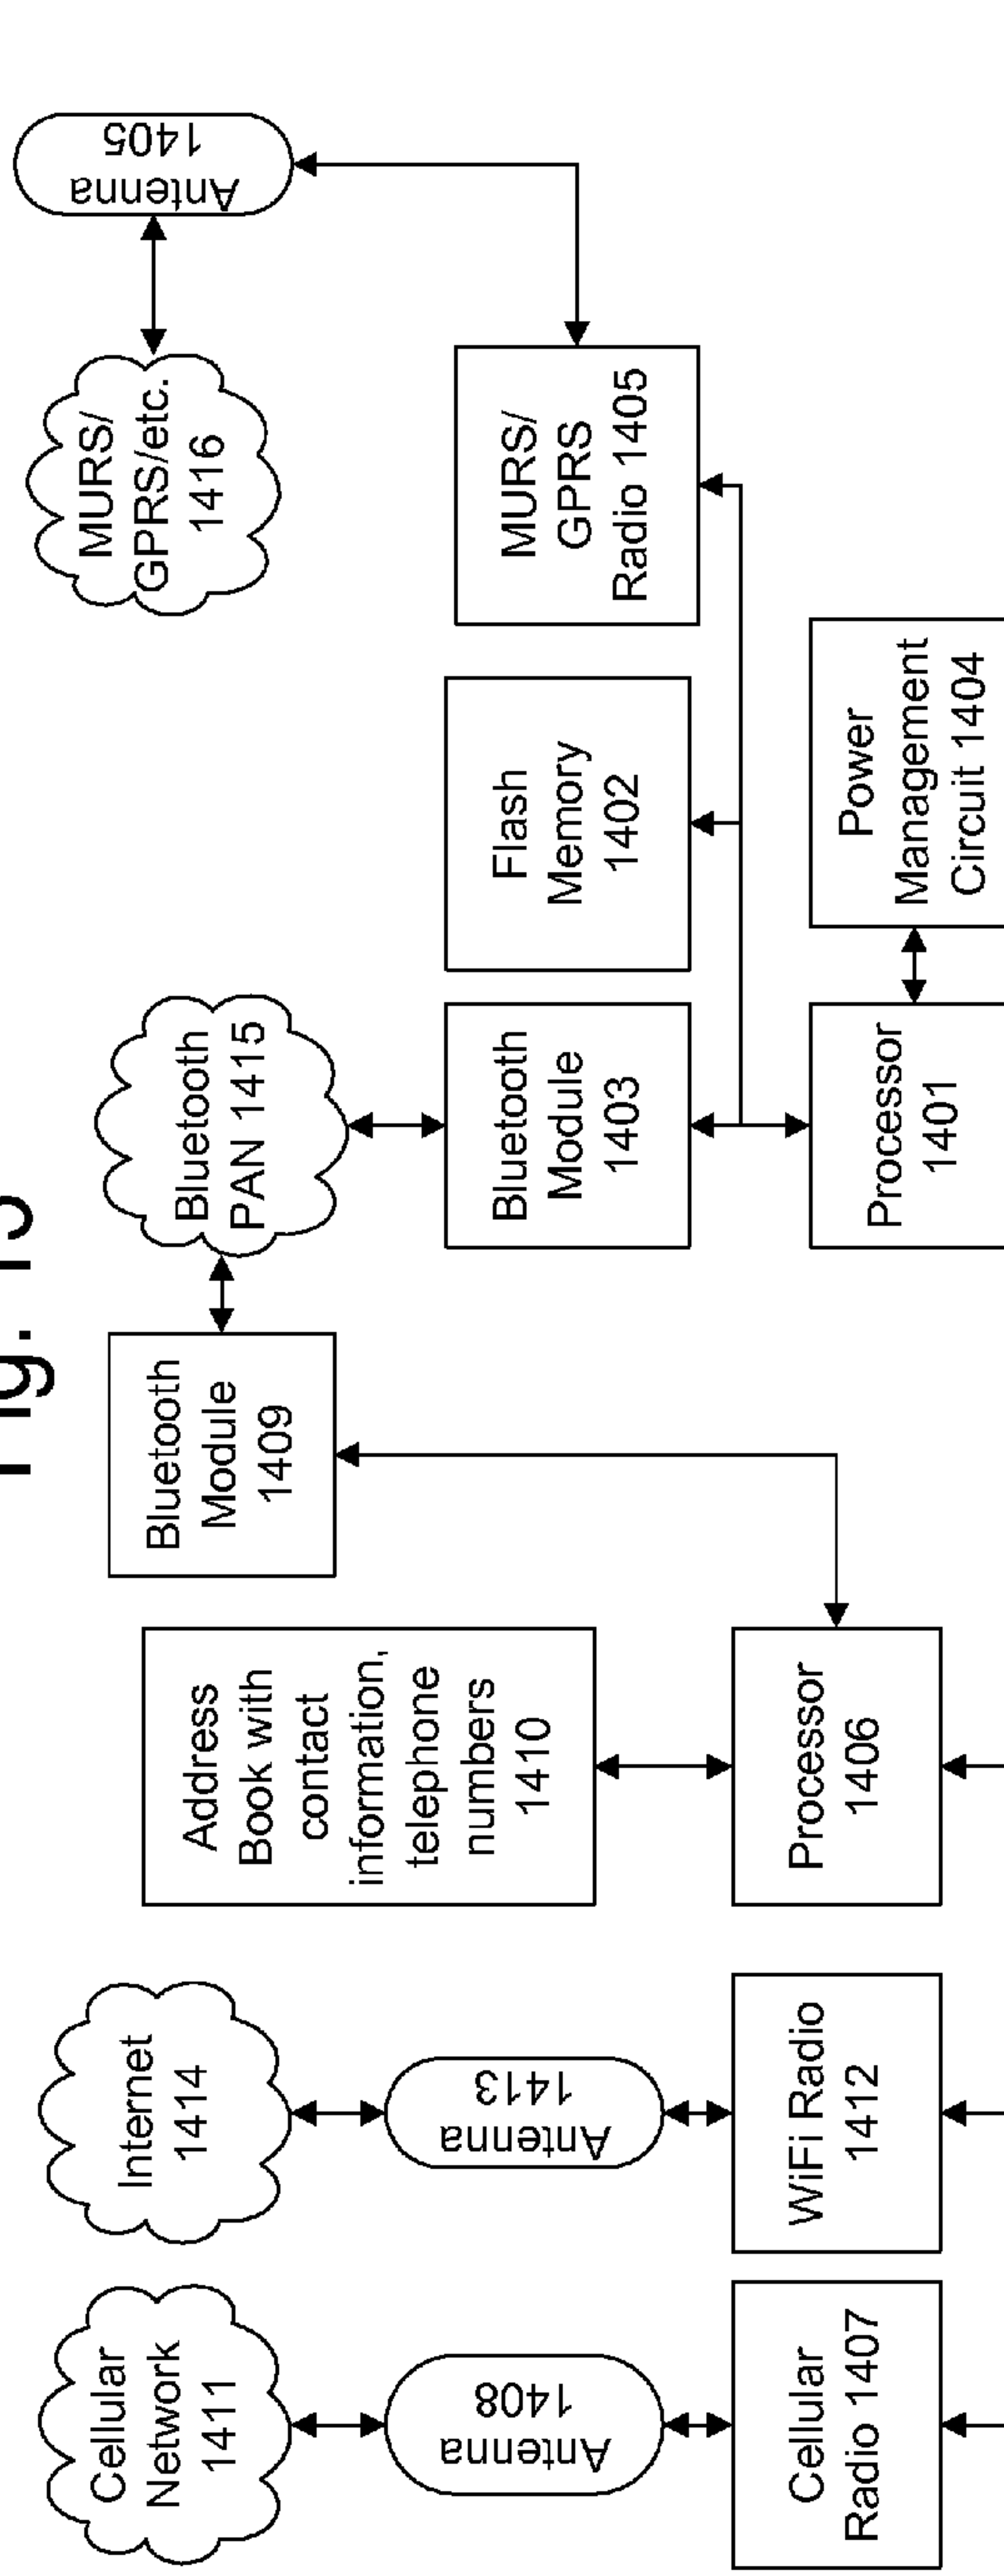 Cellular
Network
1411
Internet
1414
Address
Book with
contact
information,
telephone
numbers
1410
Bluetooth
Module
1409
Bluetooth
PAN 1415
MURS/
GPRS/etc.
1416
Antenna
1405
Antenna
1408
Antenna
1413
Bluetooth
Module
1403
Flash
Memory
1402
MURS/
GPRS
Radio 1405
Cellular
Radio 1407
WiFi Radio
1412
Processor
1406
Processor
1401
Power
Management
Circuit 1404